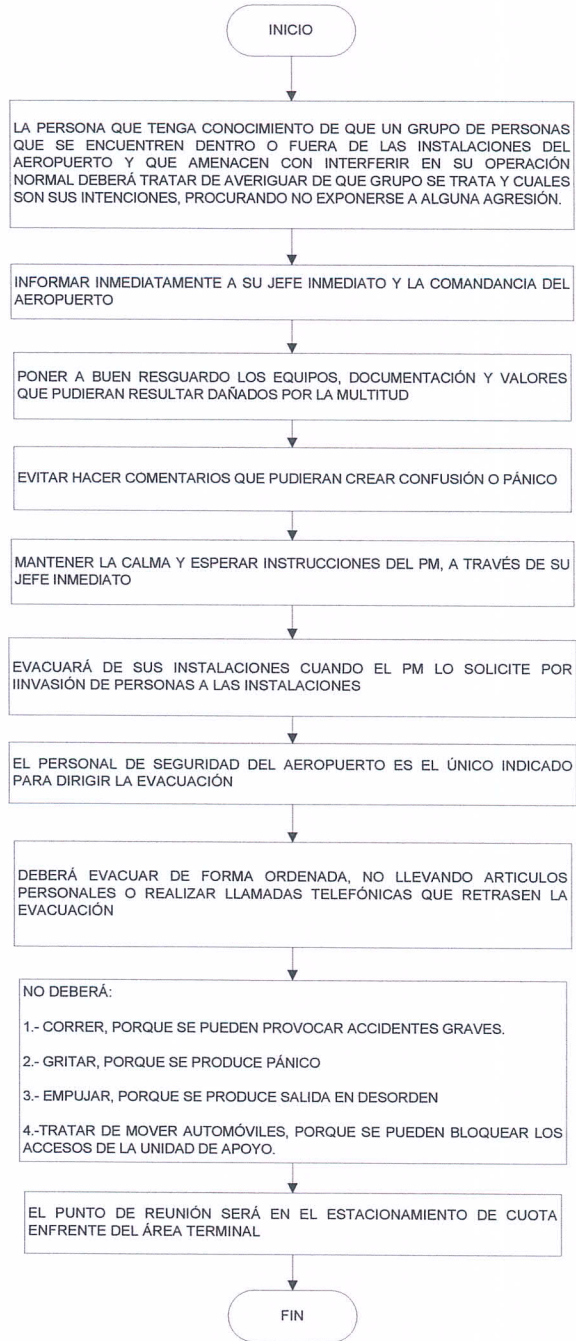 INICIO
LA PERSONA QUE TENGA CONOCIMIENTO DE QUE UN GRUPO DE PERSONAS
QUE SE ENCUENTREN DENTRO O FUERA DE LAS INSTALACIONES DEL
AEROPUERTO Y QUE AMENACEN CON INTERFERIR EN SU OPERACIÓN
NORMAL DEBERÁ TRATAR DE AVERIGUAR DE QUE GRUPO SE TRATA Y CUALES
SON SUS INTENCIONES, PROCURANDO NO EXPONERSE A ALGUNA AGRESIÓN.
INFORMAR INMEDIATAMENTE A SU JEFE INMEDIATO Y LA COMANDANCIA DEL
AEROPUERTO
PONER A BUEN RESGUARDO LOS EQUIPOS, DOCUMENTACIÓN Y VALORES
QUE PUDIERAN RESULTAR DAÑADOS POR LA MULTITUD
EVITAR HACER COMENTARIOS QUE PUDIERAN CREAR CONFUSIÓN O PÁNICO
MANTENER LA CALMA Y ESPERAR INSTRUCCIONES DEL PM, A TRAVÉS DE SU
JEFE INMEDIATO
EVACUARÁ DE SUS INSTALACIONES CUANDO EL PM LO SOLICITE POR
IINVASIÓN DE PERSONAS A LAS INSTALACIONES
EL PERSONAL DE SEGURIDAD DEL AEROPUERTO ES EL ÚNICO INDICADO
PARA DIRIGIR LA EVACUACIÓN
DEBERÁ EVACUAR DE FORMA ORDENADA, NO LLEVANDO ARTICULOS
PERSONALES O REALIZAR LLAMADAS TELEFÓNICAS QUE RETRASEN LA
EVACUACIÓN
NO DEBERÁ:
1.- CORRER, PORQUE SE PUEDEN PROVOCAR ACCIDENTES GRAVES.
2.- GRITAR, PORQUE SE PRODUCE PÁNICO
3.- EMPUJAR, PORQUE SE PRODUCE SALIDA EN DESORDEN
4.-TRATAR DE MOVER AUTOMÓVILES, PORQUE SE PUEDEN BLOQUEAR LOS
ACCESOS DE LA UNIDAD DE APOYO.
EL PUNTO DE REUNIÓN SERÁ EN EL ESTACIONAMIENTO DE CUOTA
ENFRENTE DEL ÁREA TERMINAL
FIN